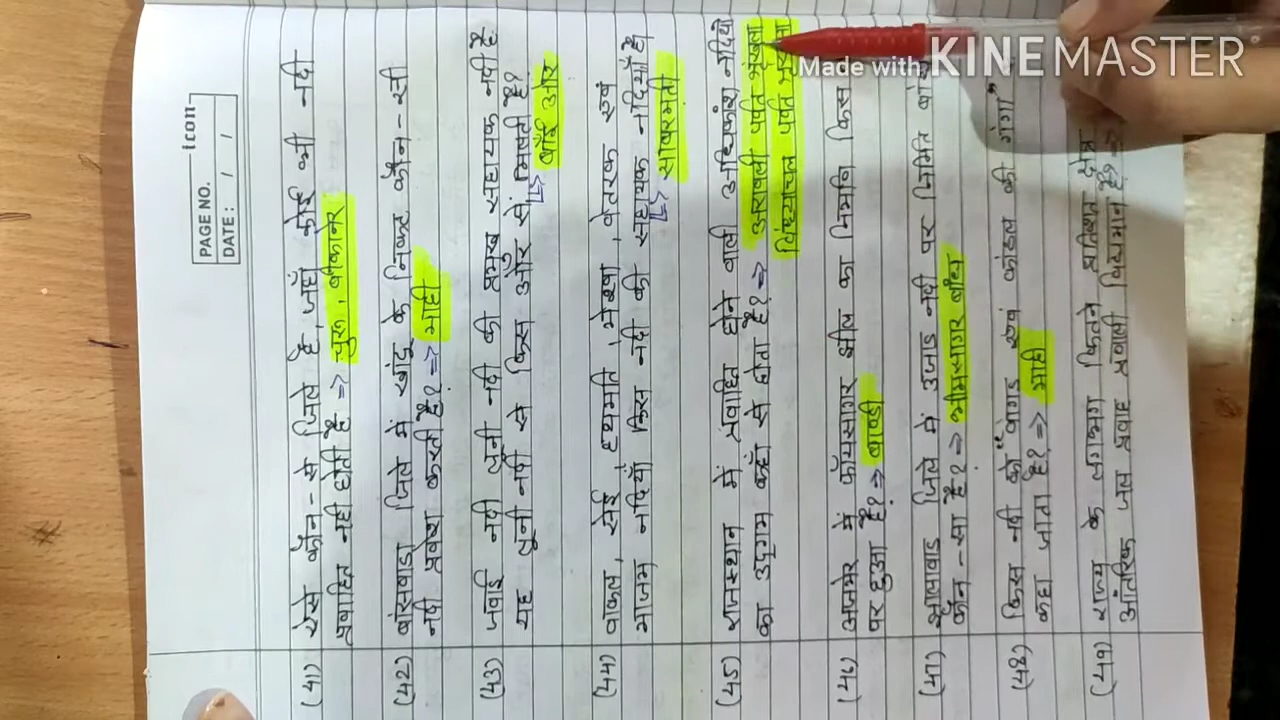 icon
PAGE NO.
DATE: / /
(41) ऐसे कौन-से जिले है, जहाँ कोई भी नदी
प्रवाहित नही होती है => चुरू, बीकानेर
(42) बांसवाडा जिले में खांदू के निकट कौन-सी
नदी प्रवेश करती है? => माही
(43) जवाई नदी लूनी नदी की प्रमुख सहायक नदी है
यह लूनी नदी से किस ओर से मिलती है?
↳ बाँई ओर
(44) वाकल, सेई, हथमति, मेश्वा, वेतरक एवं
माजम नदियाँ किस नदी की सहायक नदियाँ है।
↳ साबरमती
(45) राजस्थान में प्रवाहित होने वाली अधिकांश नदियों
का उद्गम कहाँ से होता है? => अरावली पर्वत श्रृंखला
विंध्याचल पर्वत
(46) अजमेर में फॉयसागर झील का निर्माण किस
पर हुआ है? => बाण्डी
(47) झालावाड जिले में उजाड नदी पर निर्मित
कौन-सा है? => भीमसागर बाँध
(48) किस नदी को "वागड एवं कांठल की गंगा"
कहा जाता है? => माही
(49) राज्य के लगभग कितने प्रतिशत क्षेत्र
आंतरिक जल प्रवाह प्रणाली विद्यमान है?
Made with KINEMASTER